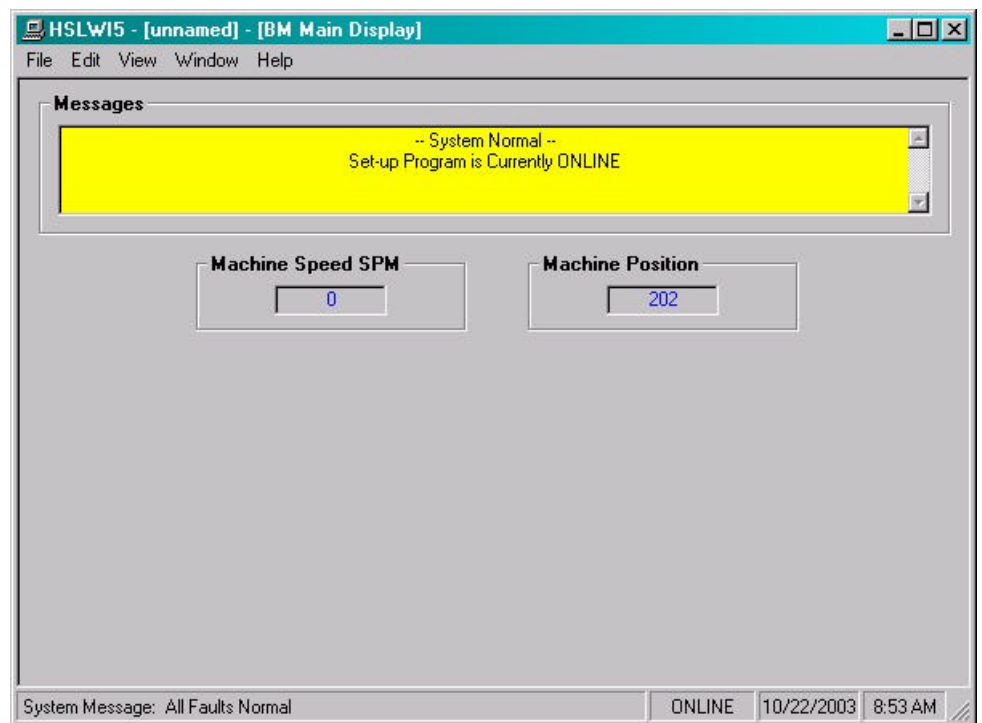 HSLWI5 - [unnamed] - [BM Main Display]
File Edit View Window Help
Messages
-- System Normal --
Set-up Program is Currently ONLINE
Machine Speed SPM
0
Machine Position
202
System Message: All Faults Normal ONLINE 10/22/2003 8:53 AM